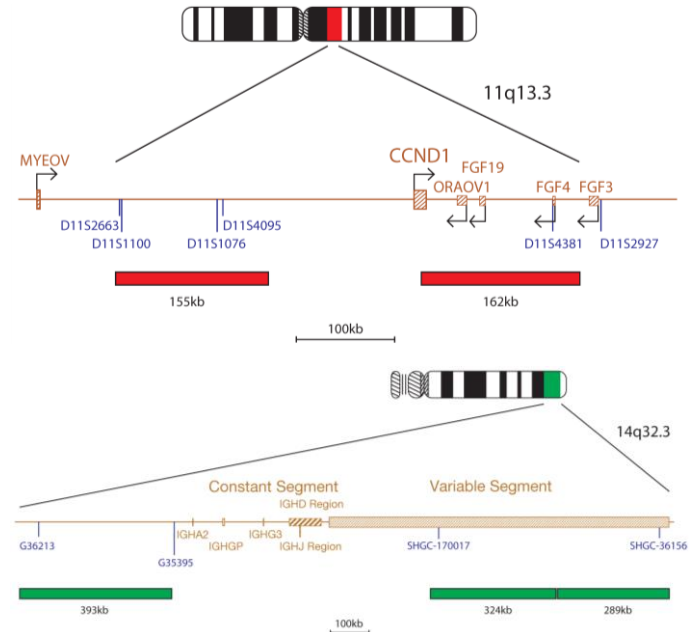 11q13.3
MYEOV
CCND1
FGF19
ORAOV1
FGF4
FGF3
D11S2663
D11S4095
D11S1100
D11S1076
D11S4381
D11S2927
155kb
162kb
100kb
14q32.3
Constant Segment
Variable Segment
IGHD Region
G36213
IGHA2
IGHG3
SHGC-170017
SHGC-36156
IGHGP
IGHJ Region
G35395
393kb
324kb
289kb
100kb